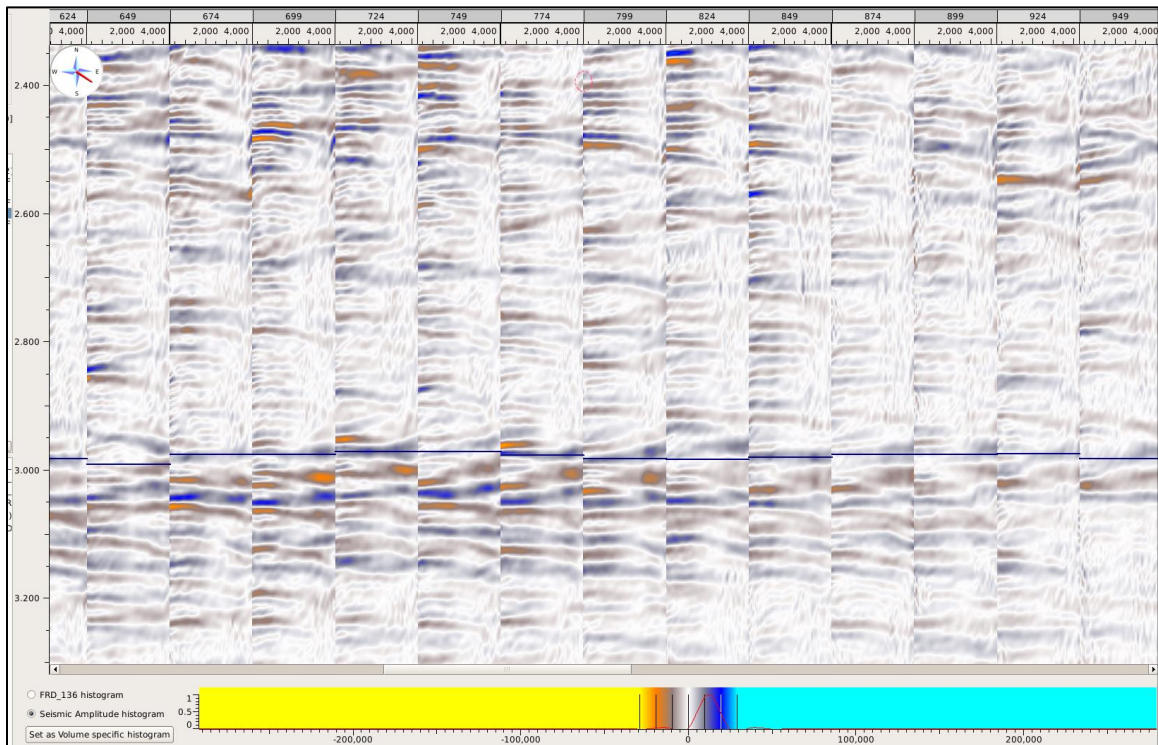 624 649 674 699 724 749 774 799 824 849 874 899 924 949
0 4,000 2,000 4,000 2,000 4,000 2,000 4,000 2,000 4,000 2,000 4,000 2,000 4,000 2,000 4,000 2,000 4,000 2,000 4,000 2,000 4,000 2,000 4,000 2,000 4,000 2,000 4,000
N
W E
S
2.400
2.600
2.800
3.000
3.200
FRD_136 histogram
Seismic Amplitude histogram
Set as Volume specific histogram
1
0.5
0
-200,000 -100,000 0 100,000 200,000